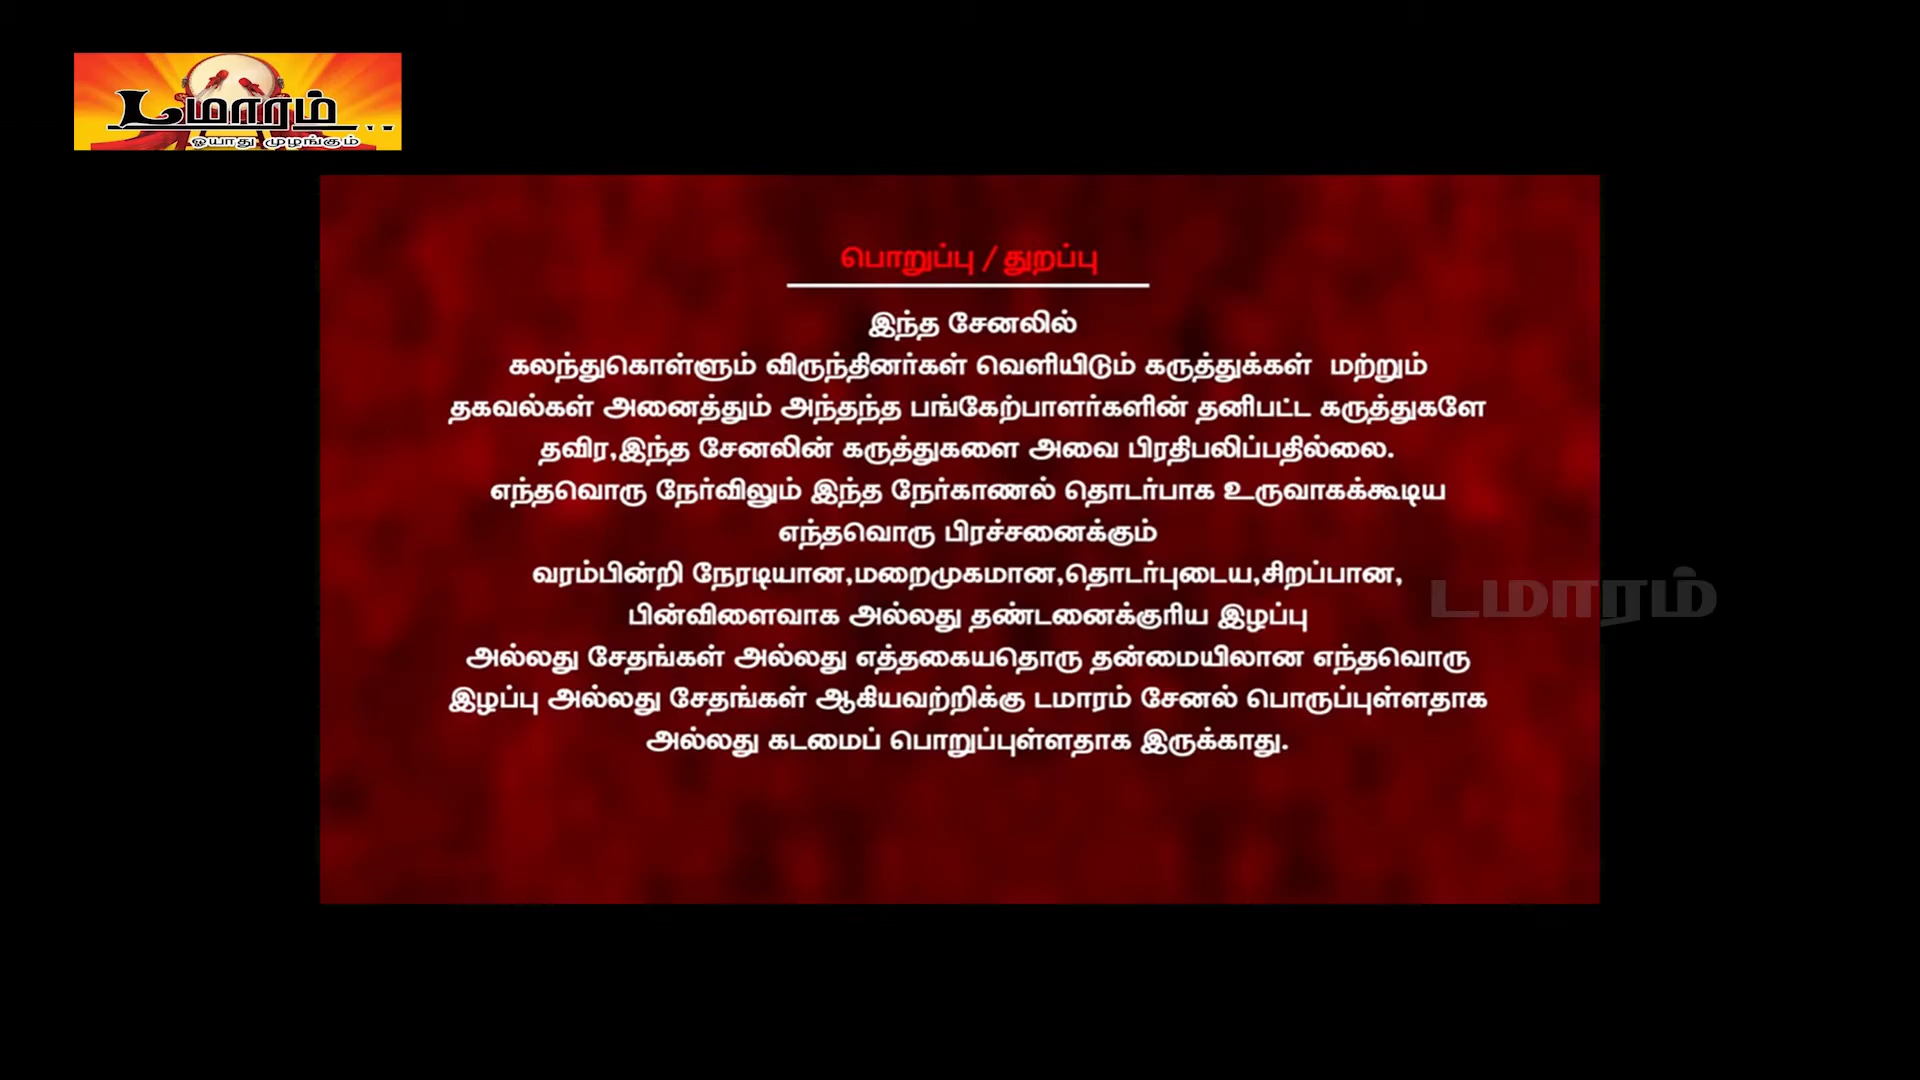 டமாரம்..
ஓயாது முழங்கும்
பொறுப்பு / துறப்பு
இந்த சேனலில்
கலந்துகொள்ளும் விருந்தினர்கள் வெளியிடும் கருத்துக்கள் மற்றும்
தகவல்கள் அனைத்தும் அந்தந்த பங்கேற்பாளர்களின் தனிபட்ட கருத்துகளே
தவிர,இந்த சேனலின் கருத்துகளை அவை பிரதிபலிப்பதில்லை.
எந்தவொரு நேர்விலும் இந்த நேர்காணல் தொடர்பாக உருவாகக்கூடிய
எந்தவொரு பிரச்சனைக்கும்
வரம்பின்றி நேரடியான,மறைமுகமான,தொடர்புடைய,சிறப்பான,
பின்விளைவாக அல்லது தண்டனைக்குரிய இழப்பு
அல்லது சேதங்கள் அல்லது எத்தகையதொரு தன்மையிலான எந்தவொரு
இழப்பு அல்லது சேதங்கள் ஆகியவற்றிக்கு டமாரம் சேனல் பொருப்புள்ளதாக
அல்லது கடமைப் பொறுப்புள்ளதாக இருக்காது.
டமாரம்